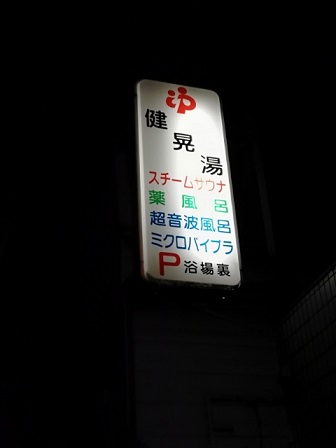 健晃湯
スチームサウナ
薬風呂
超音波風呂
ミクロバイブラ
P浴場裏